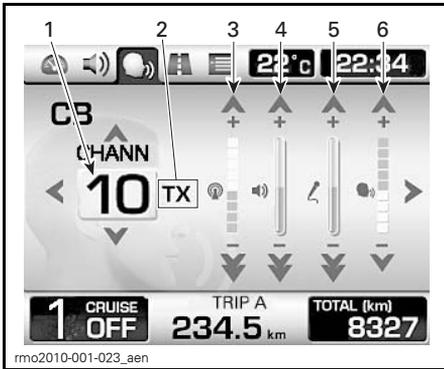 1 2 3 4 5 6
22°C 22:34
CB
CHANN
10 TX
+ + + +
- - - -
1 CRUISE OFF
TRIP A
234.5 km
TOTAL (km)
8327
rmo2010-001-023_aen